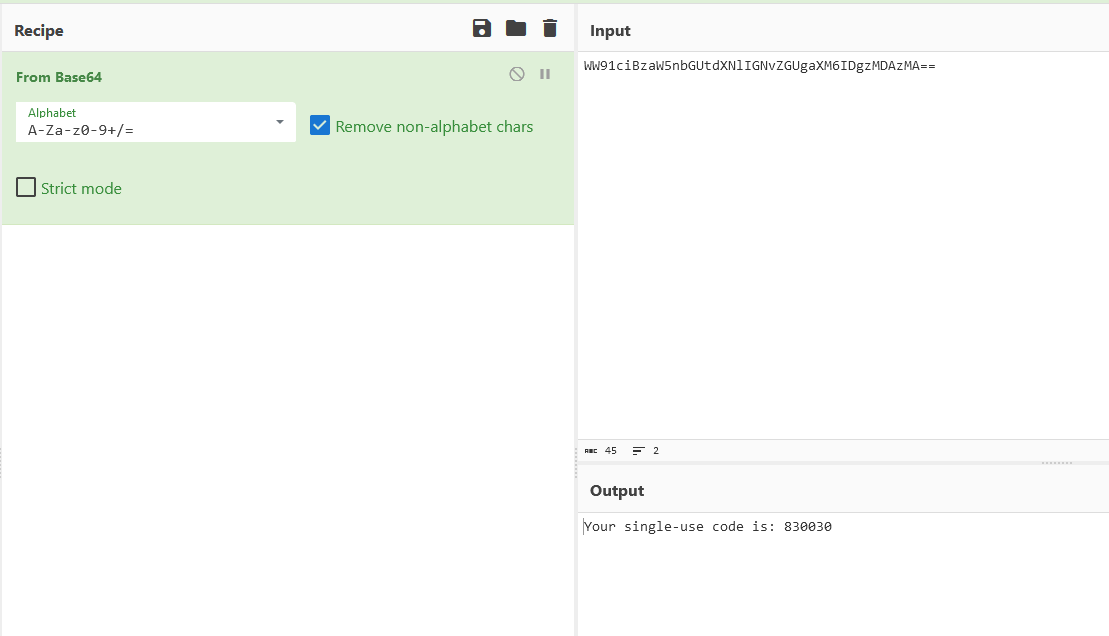 Recipe
From Base64
Alphabet
A-Za-z0-9+/=
Remove non-alphabet chars
Strict mode
Input
WW91ciBzaW5nbGUtdXNlIGNvZGUgaXM6IDgzMDAzMA==
ABC 45 2
Output
Your single-use code is: 830030